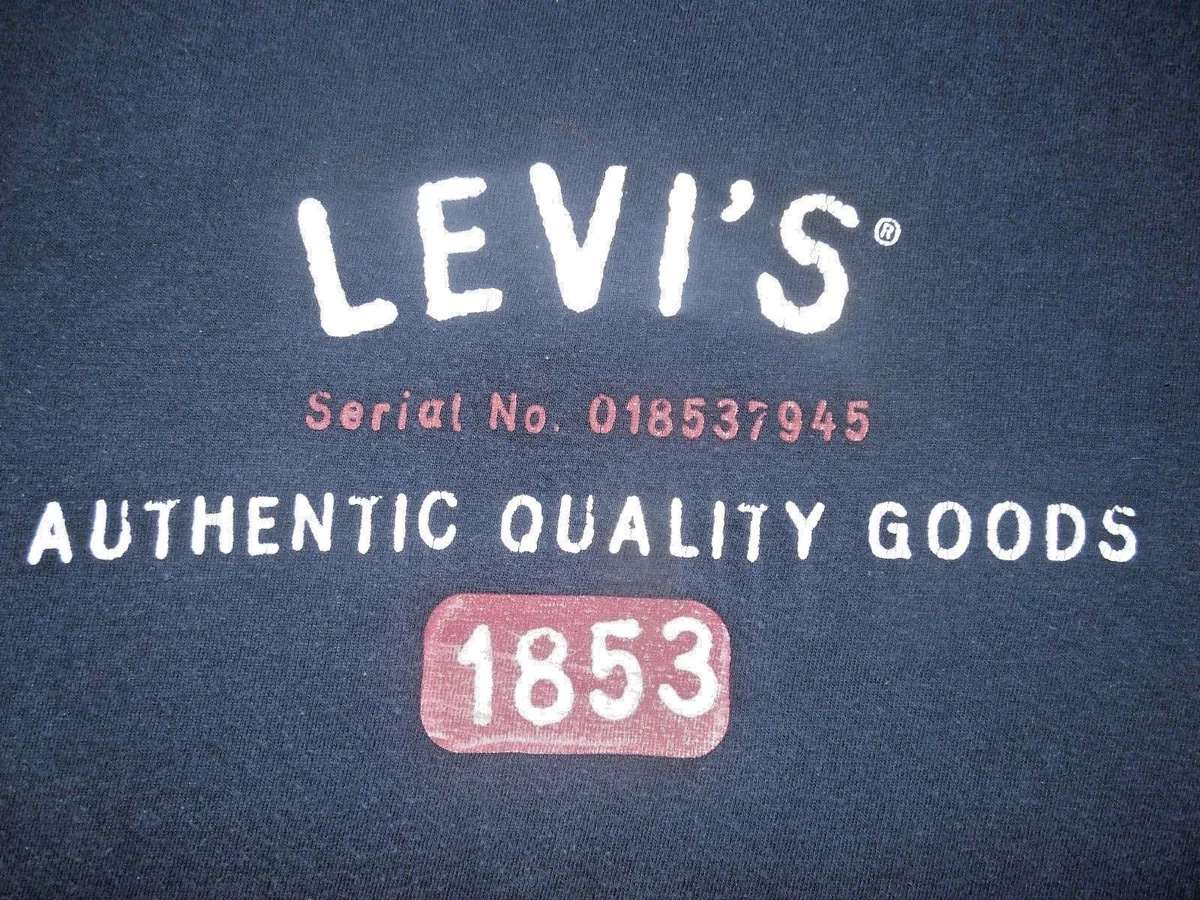 LEVI'S®
Serial No. 018537945
AUTHENTIC QUALITY GOODS
1853